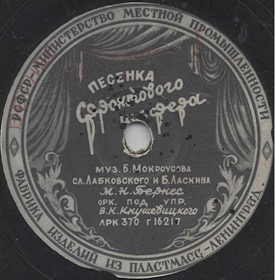 РСФСР-МИНИСТЕРСТВО МЕСТНОЙ ПРОМЫШЛЕННОСТИ
ПЕСЕНКА
фронтового
шофера
МУЗ. Б. Мокроусова
СЛ. ЛАБКОВСКОГО И Б. ЛАСКИНА
М. Н. Бернес
ОРК. ПОД УПР.
В.Н. Кнушевицкого
ЛРК 370 Г 16217
ФАБРИКА ИЗДЕЛИЙ ИЗ ПЛАСТМАСС-ЛЕНИНГРАД